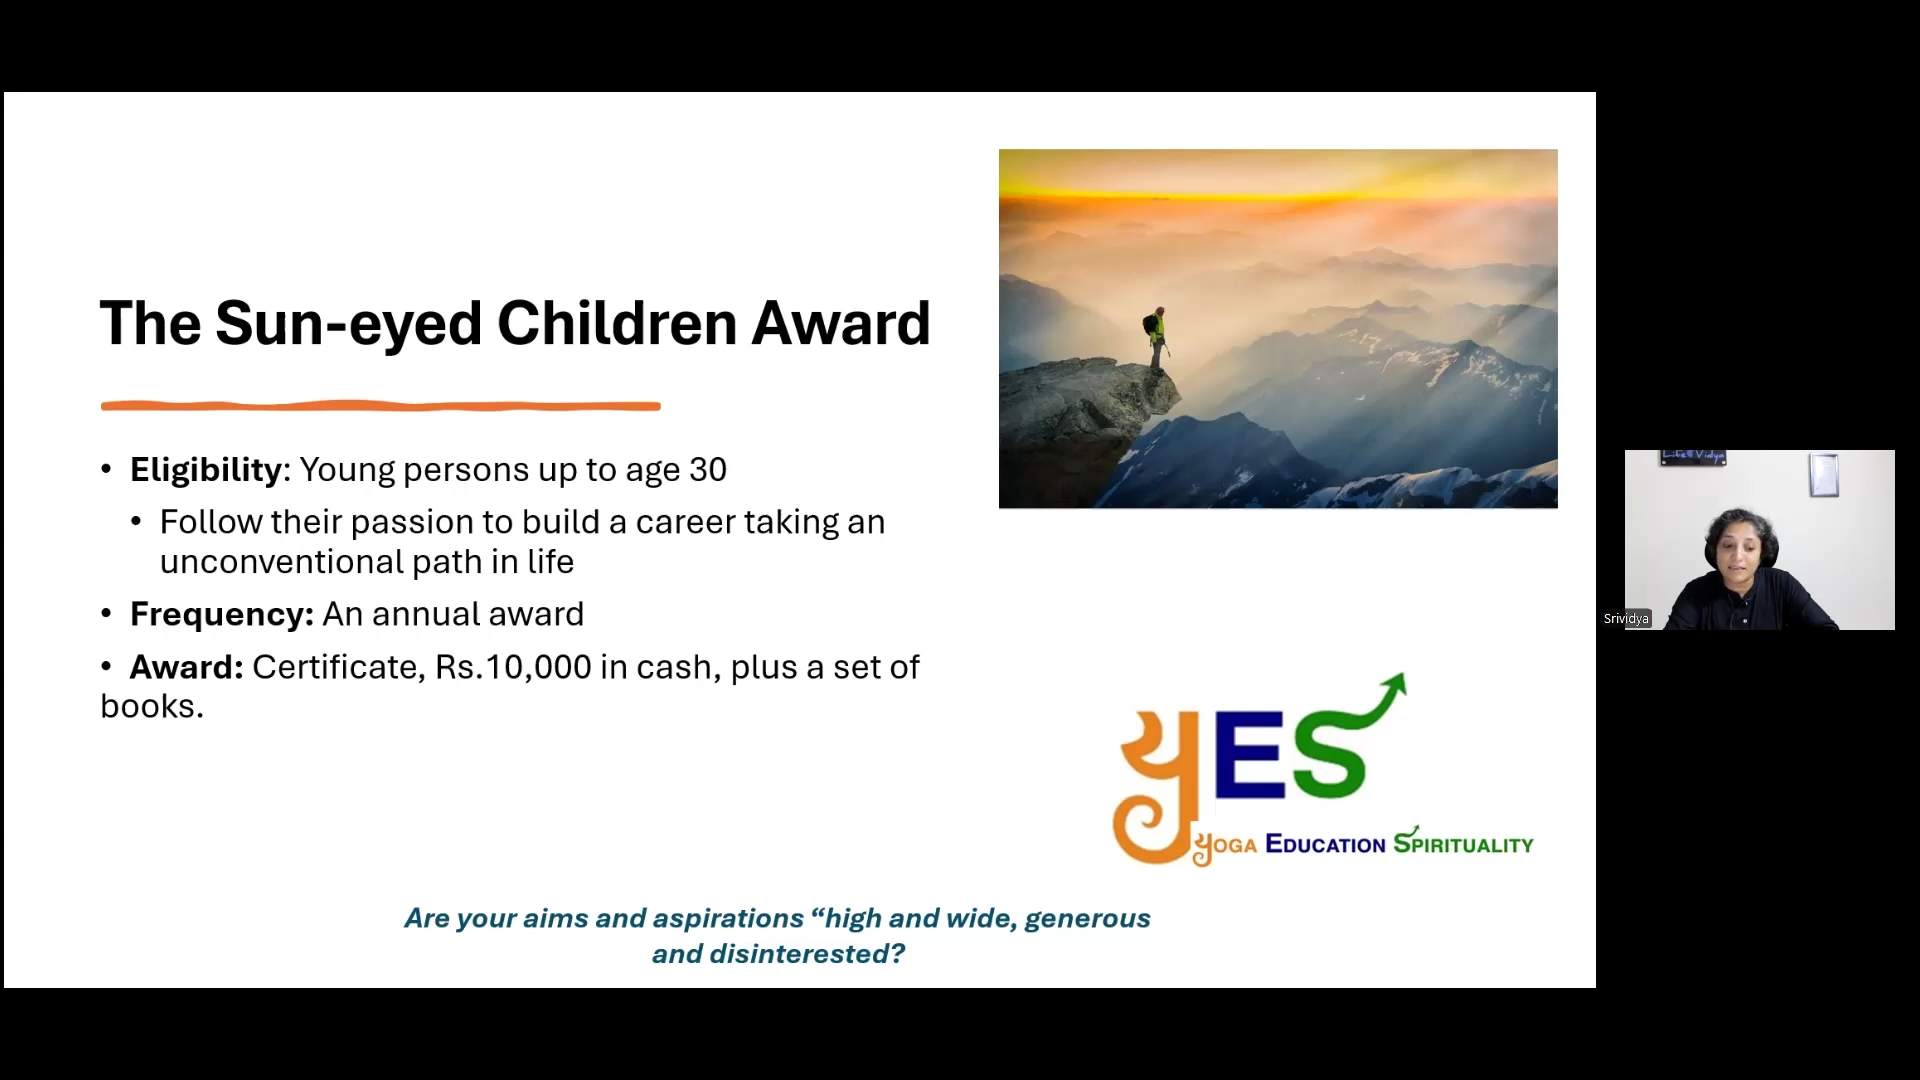 The Sun-eyed Children Award
• Eligibility: Young persons up to age 30
• Follow their passion to build a career taking an
unconventional path in life
• Frequency: An annual award
• Award: Certificate, Rs.10,000 in cash, plus a set of
books.
yES
yOGA EDUCATION SPIRITUALITY
Are your aims and aspirations “high and wide, generous
and disinterested?
Life Vidya
Srividya